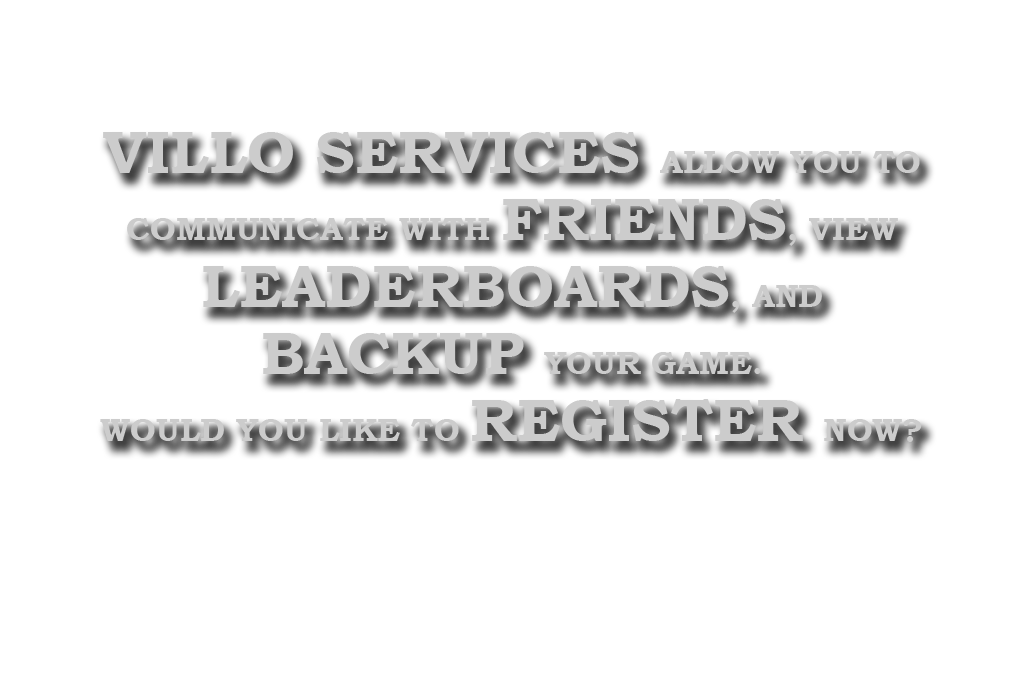 VILLO SERVICES ALLOW YOU TO
COMMUNICATE WITH FRIENDS, VIEW
LEADERBOARDS, AND
BACKUP YOUR GAME.
WOULD YOU LIKE TO REGISTER NOW?